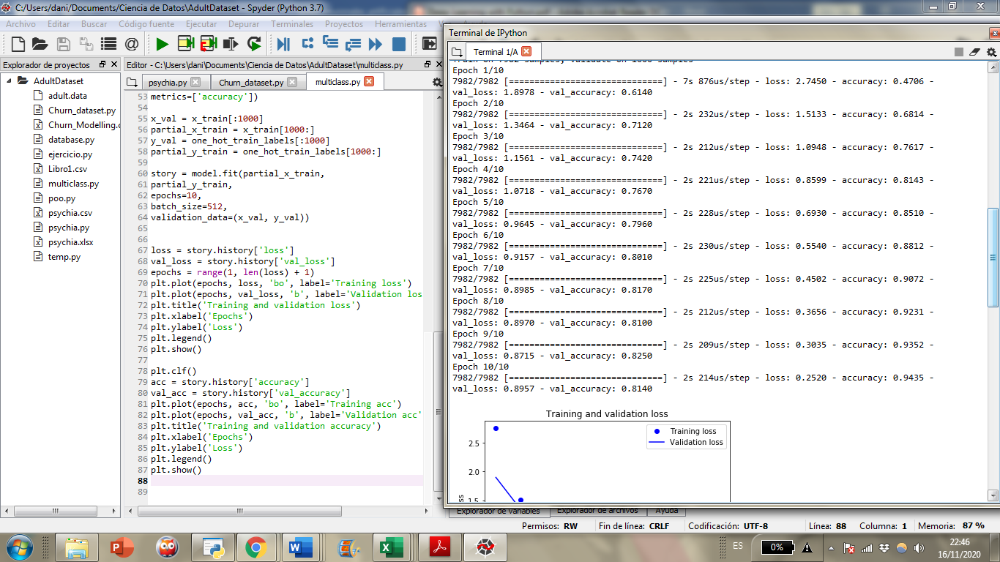 C:/Users/dani/Documents/Ciencia de Datos\AdultDataset - Spyder (Python 3.7)
Archivo Editar Buscar Código fuente Ejecutar Depurar Terminales Proyectos Herramientas
Explorador de proyectos
AdultDataset
adult.data
Churn_dataset.py
Churn_Modelling.c
database.py
ejercicio.py
Libro1.csv
multiclass.py
poo.py
psychia.csv
psychia.py
psychia.xlsx
temp.py
Editor - C:\Users\dani\Documents\Ciencia de Datos\AdultDataset\multiclass.py
psychia.py Churn_dataset.py multiclass.py
53 metrics=['accuracy'])
54
55 x_val = x_train[:1000]
56 partial_x_train = x_train[1000:]
57 y_val = one_hot_train_labels[:1000]
58 partial_y_train = one_hot_train_labels[1000:]
59
60 story = model.fit(partial_x_train,
61 partial_y_train,
62 epochs=10,
63 batch_size=512,
64 validation_data=(x_val, y_val))
65
66
67 loss = story.history['loss']
68 val_loss = story.history['val_loss']
69 epochs = range(1, len(loss) + 1)
70 plt.plot(epochs, loss, 'bo', label='Training loss')
71 plt.plot(epochs, val_loss, 'b', label='Validation los
72 plt.title('Training and validation loss')
73 plt.xlabel('Epochs')
74 plt.ylabel('Loss')
75 plt.legend()
76 plt.show()
77
78 plt.clf()
79 acc = story.history['accuracy']
80 val_acc = story.history['val_accuracy']
81 plt.plot(epochs, acc, 'bo', label='Training acc')
82 plt.plot(epochs, val_acc, 'b', label='Validation acc'
83 plt.title('Training and validation accuracy')
84 plt.xlabel('Epochs')
85 plt.ylabel('Loss')
86 plt.legend()
87 plt.show()
88
89
Terminal de IPython
Terminal 1/A
Train on 7982 samples, validate on 1000 samples
Epoch 1/10
7982/7982 [==============================] - 7s 876us/step - loss: 2.7450 - accuracy: 0.4706 -
val_loss: 1.8978 - val_accuracy: 0.6140
Epoch 2/10
7982/7982 [==============================] - 2s 232us/step - loss: 1.5133 - accuracy: 0.6814 -
val_loss: 1.3464 - val_accuracy: 0.7120
Epoch 3/10
7982/7982 [==============================] - 2s 212us/step - loss: 1.0948 - accuracy: 0.7617 -
val_loss: 1.1561 - val_accuracy: 0.7420
Epoch 4/10
7982/7982 [==============================] - 2s 221us/step - loss: 0.8599 - accuracy: 0.8143 -
val_loss: 1.0718 - val_accuracy: 0.7670
Epoch 5/10
7982/7982 [==============================] - 2s 228us/step - loss: 0.6930 - accuracy: 0.8510 -
val_loss: 0.9645 - val_accuracy: 0.7960
Epoch 6/10
7982/7982 [==============================] - 2s 230us/step - loss: 0.5540 - accuracy: 0.8812 -
val_loss: 0.9157 - val_accuracy: 0.8010
Epoch 7/10
7982/7982 [==============================] - 2s 225us/step - loss: 0.4502 - accuracy: 0.9072 -
val_loss: 0.8985 - val_accuracy: 0.8170
Epoch 8/10
7982/7982 [==============================] - 2s 212us/step - loss: 0.3656 - accuracy: 0.9231 -
val_loss: 0.8970 - val_accuracy: 0.8100
Epoch 9/10
7982/7982 [==============================] - 2s 209us/step - loss: 0.3035 - accuracy: 0.9352 -
val_loss: 0.8715 - val_accuracy: 0.8250
Epoch 10/10
7982/7982 [==============================] - 2s 214us/step - loss: 0.2520 - accuracy: 0.9435 -
val_loss: 0.8957 - val_accuracy: 0.8140
Training and validation loss
Training loss
Validation loss
2.5
2.0
1.5
Explorador de variables Explorador de archivos Ayuda
Permisos: RW Fin de línea: CRLF Codificación: UTF-8 Línea: 88 Columna: 1 Memoria: 87 %
ES 0% 22:46
16/11/2020